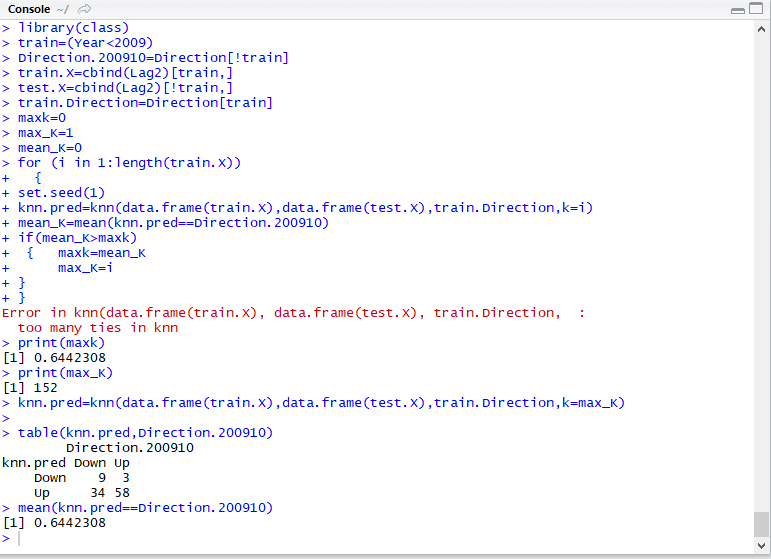 Console ~/
> library(class)
> train=(Year<2009)
> Direction.200910=Direction[!train]
> train.X=cbind(Lag2)[train,]
> test.X=cbind(Lag2)[!train,]
> train.Direction=Direction[train]
> maxk=0
> max_K=1
> mean_K=0
> for (i in 1:length(train.X))
+   {
+ set.seed(1)
+ knn.pred=knn(data.frame(train.X),data.frame(test.X),train.Direction,k=i)
+ mean_K=mean(knn.pred==Direction.200910)
+ if(mean_K>maxk)
+  {   maxk=mean_K
+      max_K=i
+ }
+ }
Error in knn(data.frame(train.X), data.frame(test.X), train.Direction,  :
  too many ties in knn
> print(maxk)
[1] 0.6442308
> print(max_K)
[1] 152
> knn.pred=knn(data.frame(train.X),data.frame(test.X),train.Direction,k=max_K)
>
> table(knn.pred,Direction.200910)
        Direction.200910
knn.pred Down Up
    Down    9  3
    Up     34 58
> mean(knn.pred==Direction.200910)
[1] 0.6442308
>